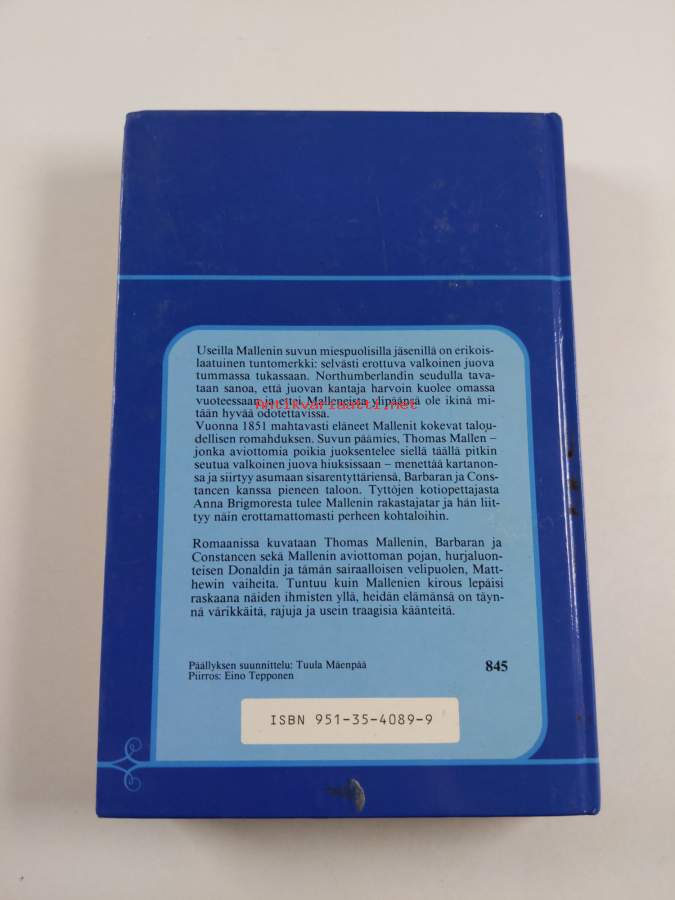 Useilla Mallenin suvun miespuolisilla jäsenillä on erikois-
laatuinen tuntomerkki: selvästi erottuva valkoinen juova
tummassa tukassaan. Northumberlandin seudulla tava-
taan sanoa, että juovan kantaja harvoin kuolee omassa
vuoteessaan ja ettei Malleneista ylipäänsä ole ikinä mi-
tään hyvää odotettavissa.
Antikvariaatti.net
Vuonna 1851 mahtavasti eläneet Mallenit kokevat talou-
dellisen romahduksen. Suvun päämies, Thomas Mallen –
jonka aviottomia poikia juoksentelee siellä täällä pitkin
seutua valkoinen juova hiuksissaan – menettää kartanon-
sa ja siirtyy asumaan sisarentyttäriensä, Barbaran ja Cons-
tancen kanssa pieneen taloon. Tyttöjen kotiopettajasta
Anna Brigmoresta tulee Mallenin rakastajatar ja hän liit-
tyy näin erottamattomasti perheen kohtaloihin.
Romaanissa kuvataan Thomas Mallenin, Barbaran ja
Constancen sekä Mallenin aviottoman pojan, hurjaluon-
teisen Donaldin ja tämän sairaalloisen velipuolen, Matt-
hewin vaiheita. Tuntuu kuin Mallenien kirous lepäisi
raskaana näiden ihmisten yllä, heidän elämänsä on täyn-
nä värikkäitä, rajuja ja usein traagisia käänteitä.
Päällyksen suunnittelu: Tuula Mäenpää
Piirros: Eino Tepponen
845
ISBN 951-35-4089-9